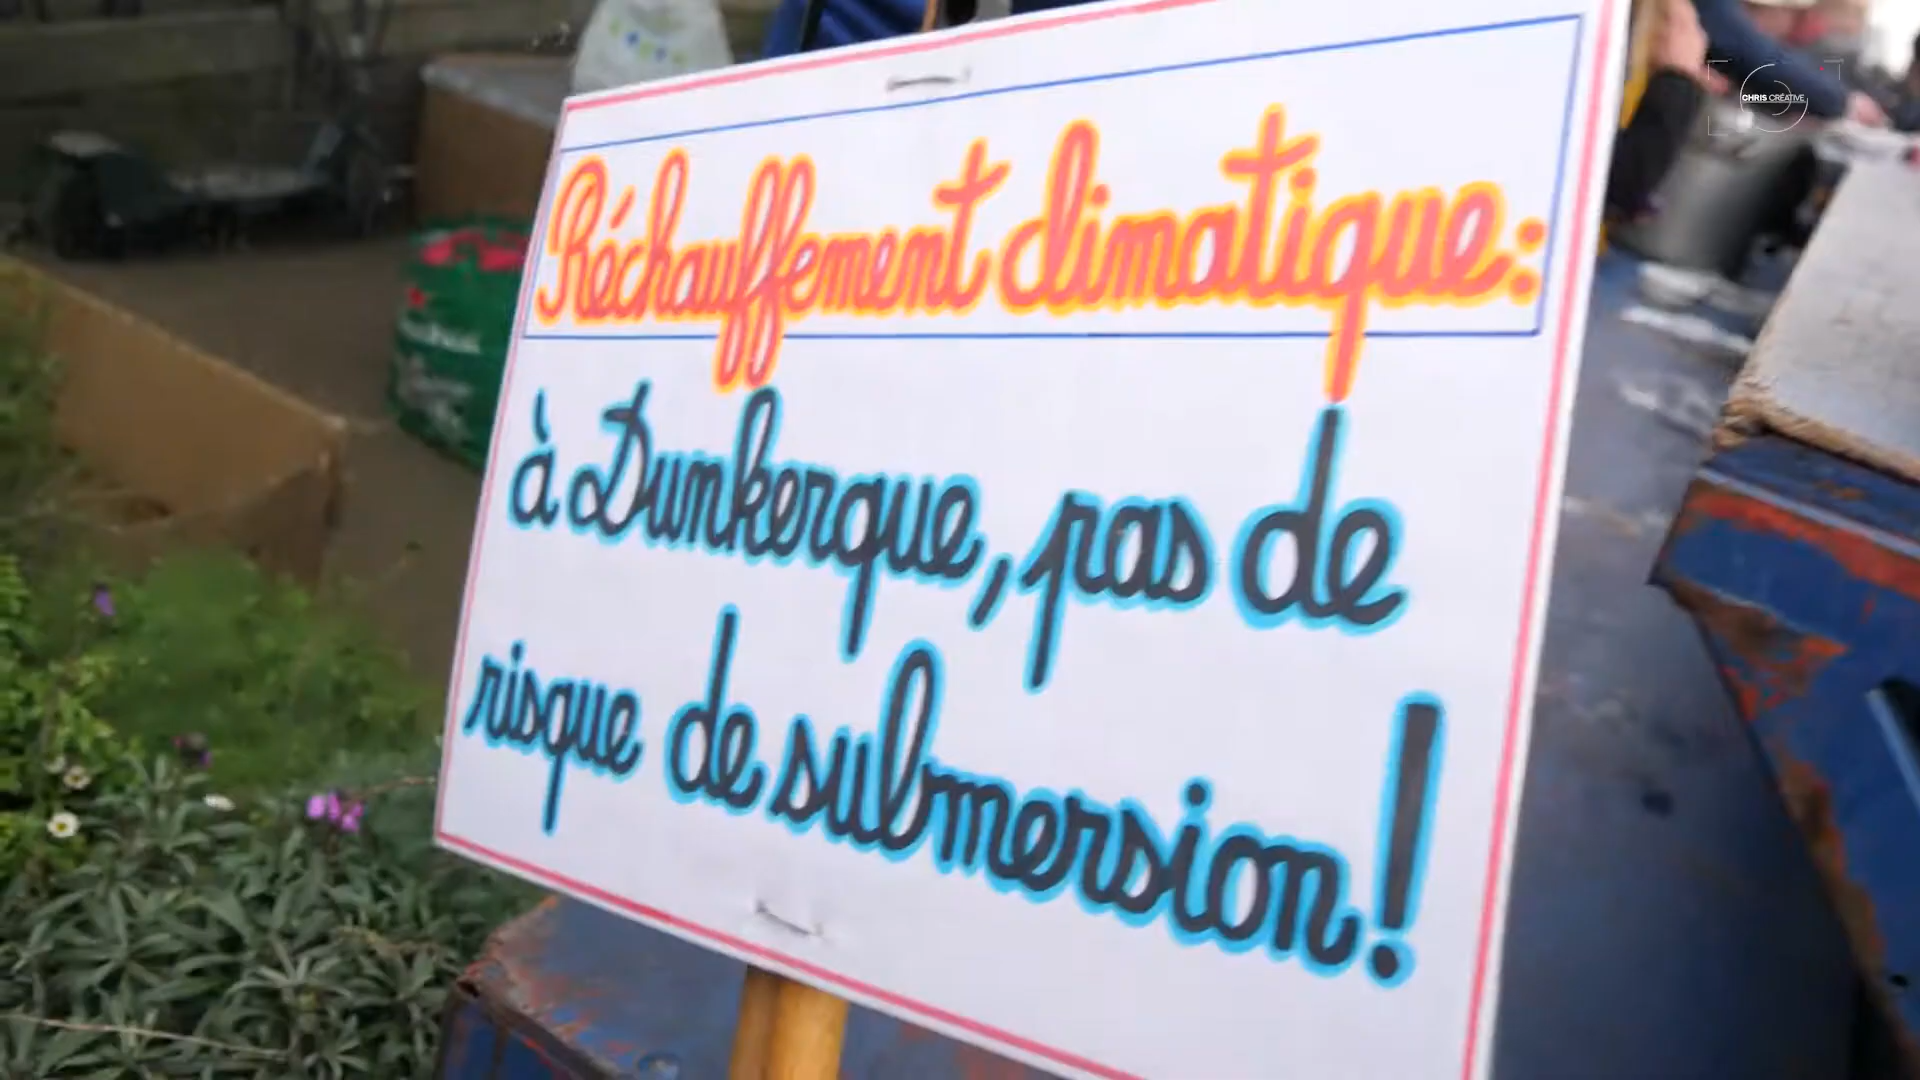 Réchauffement climatique:
à Dunkerque, pas de
risque de submersion!
CHRIS CRÉATIVE